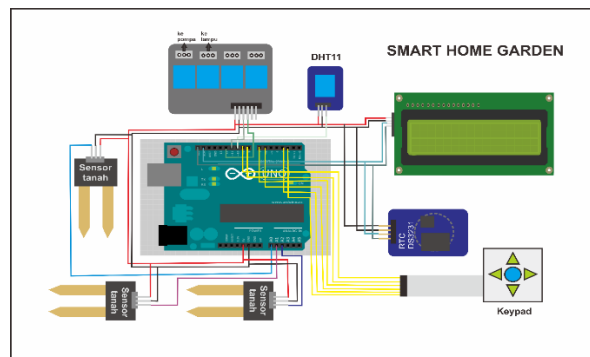 ke
pompa
ke
lampu
DHT11
SMART HOME GARDEN
Sensor
tanah
UNO
RTC
DS3231
Sensor
tanah
Sensor
tanah
Keypad